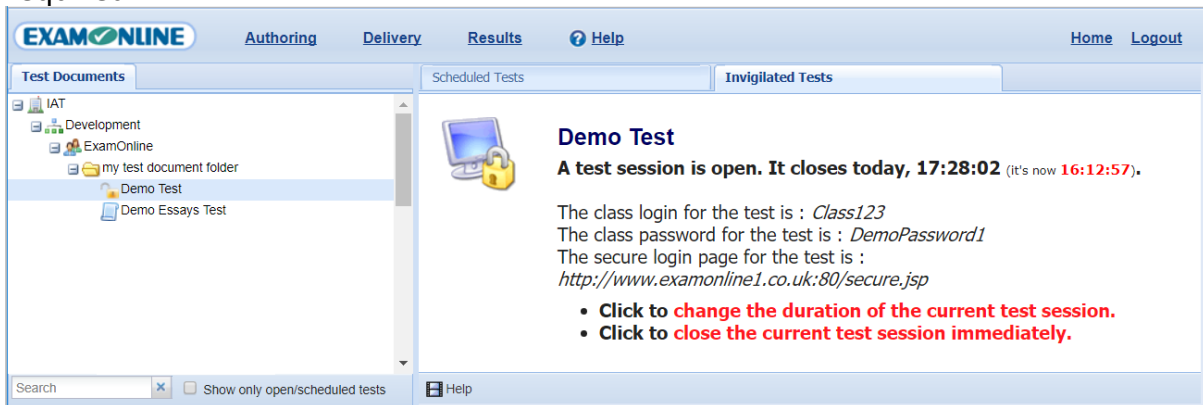 EXAMONLINE Authoring Delivery Results Help Home Logout
Test Documents Scheduled Tests Invigilated Tests
IAT
Development
ExamOnline
my test document folder
Demo Test
Demo Essays Test
Demo Test
A test session is open. It closes today, 17:28:02 (it's now 16:12:57).
The class login for the test is : Class123
The class password for the test is : DemoPassword1
The secure login page for the test is :
http://www.examonline1.co.uk:80/secure.jsp
• Click to change the duration of the current test session.
• Click to close the current test session immediately.
Search Show only open/scheduled tests Help